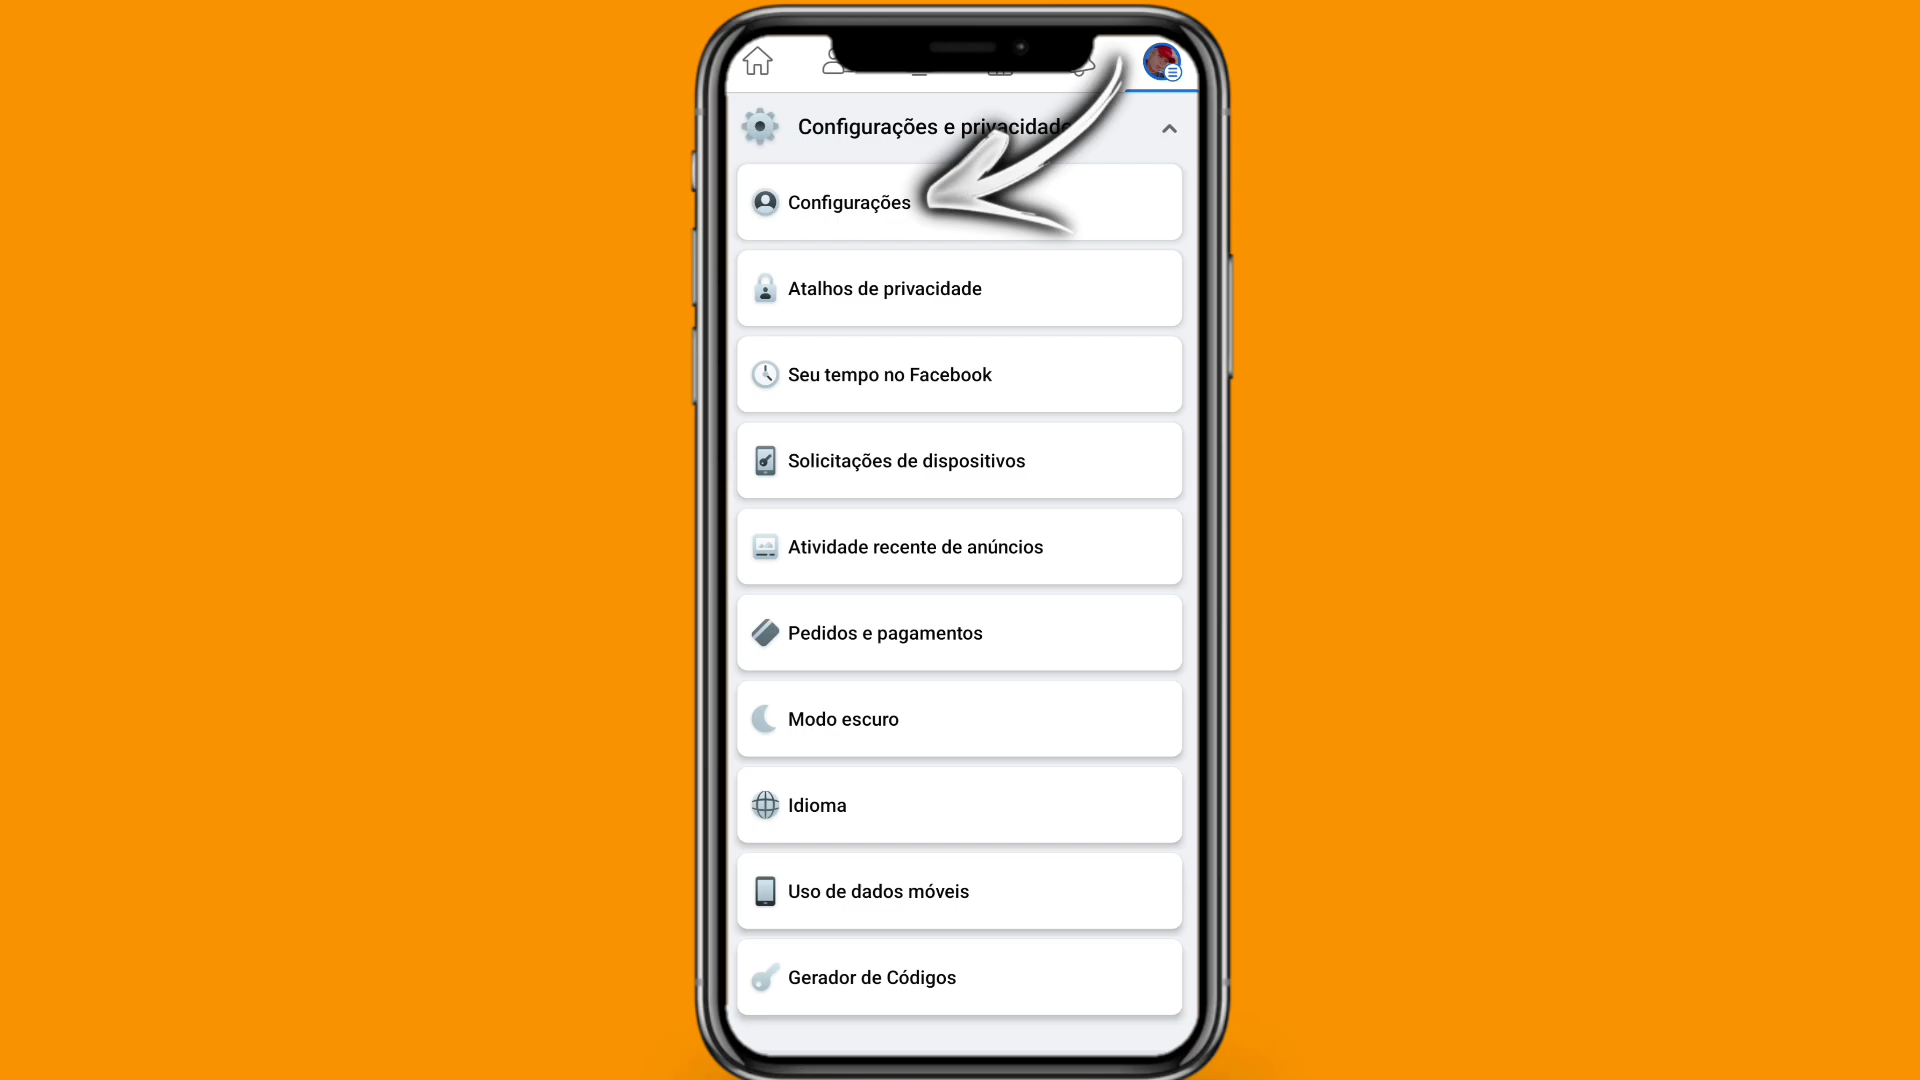 Configurações e privacidade
Configurações
Atalhos de privacidade
Seu tempo no Facebook
Solicitações de dispositivos
Atividade recente de anúncios
Pedidos e pagamentos
Modo escuro
Idioma
Uso de dados móveis
Gerador de Códigos